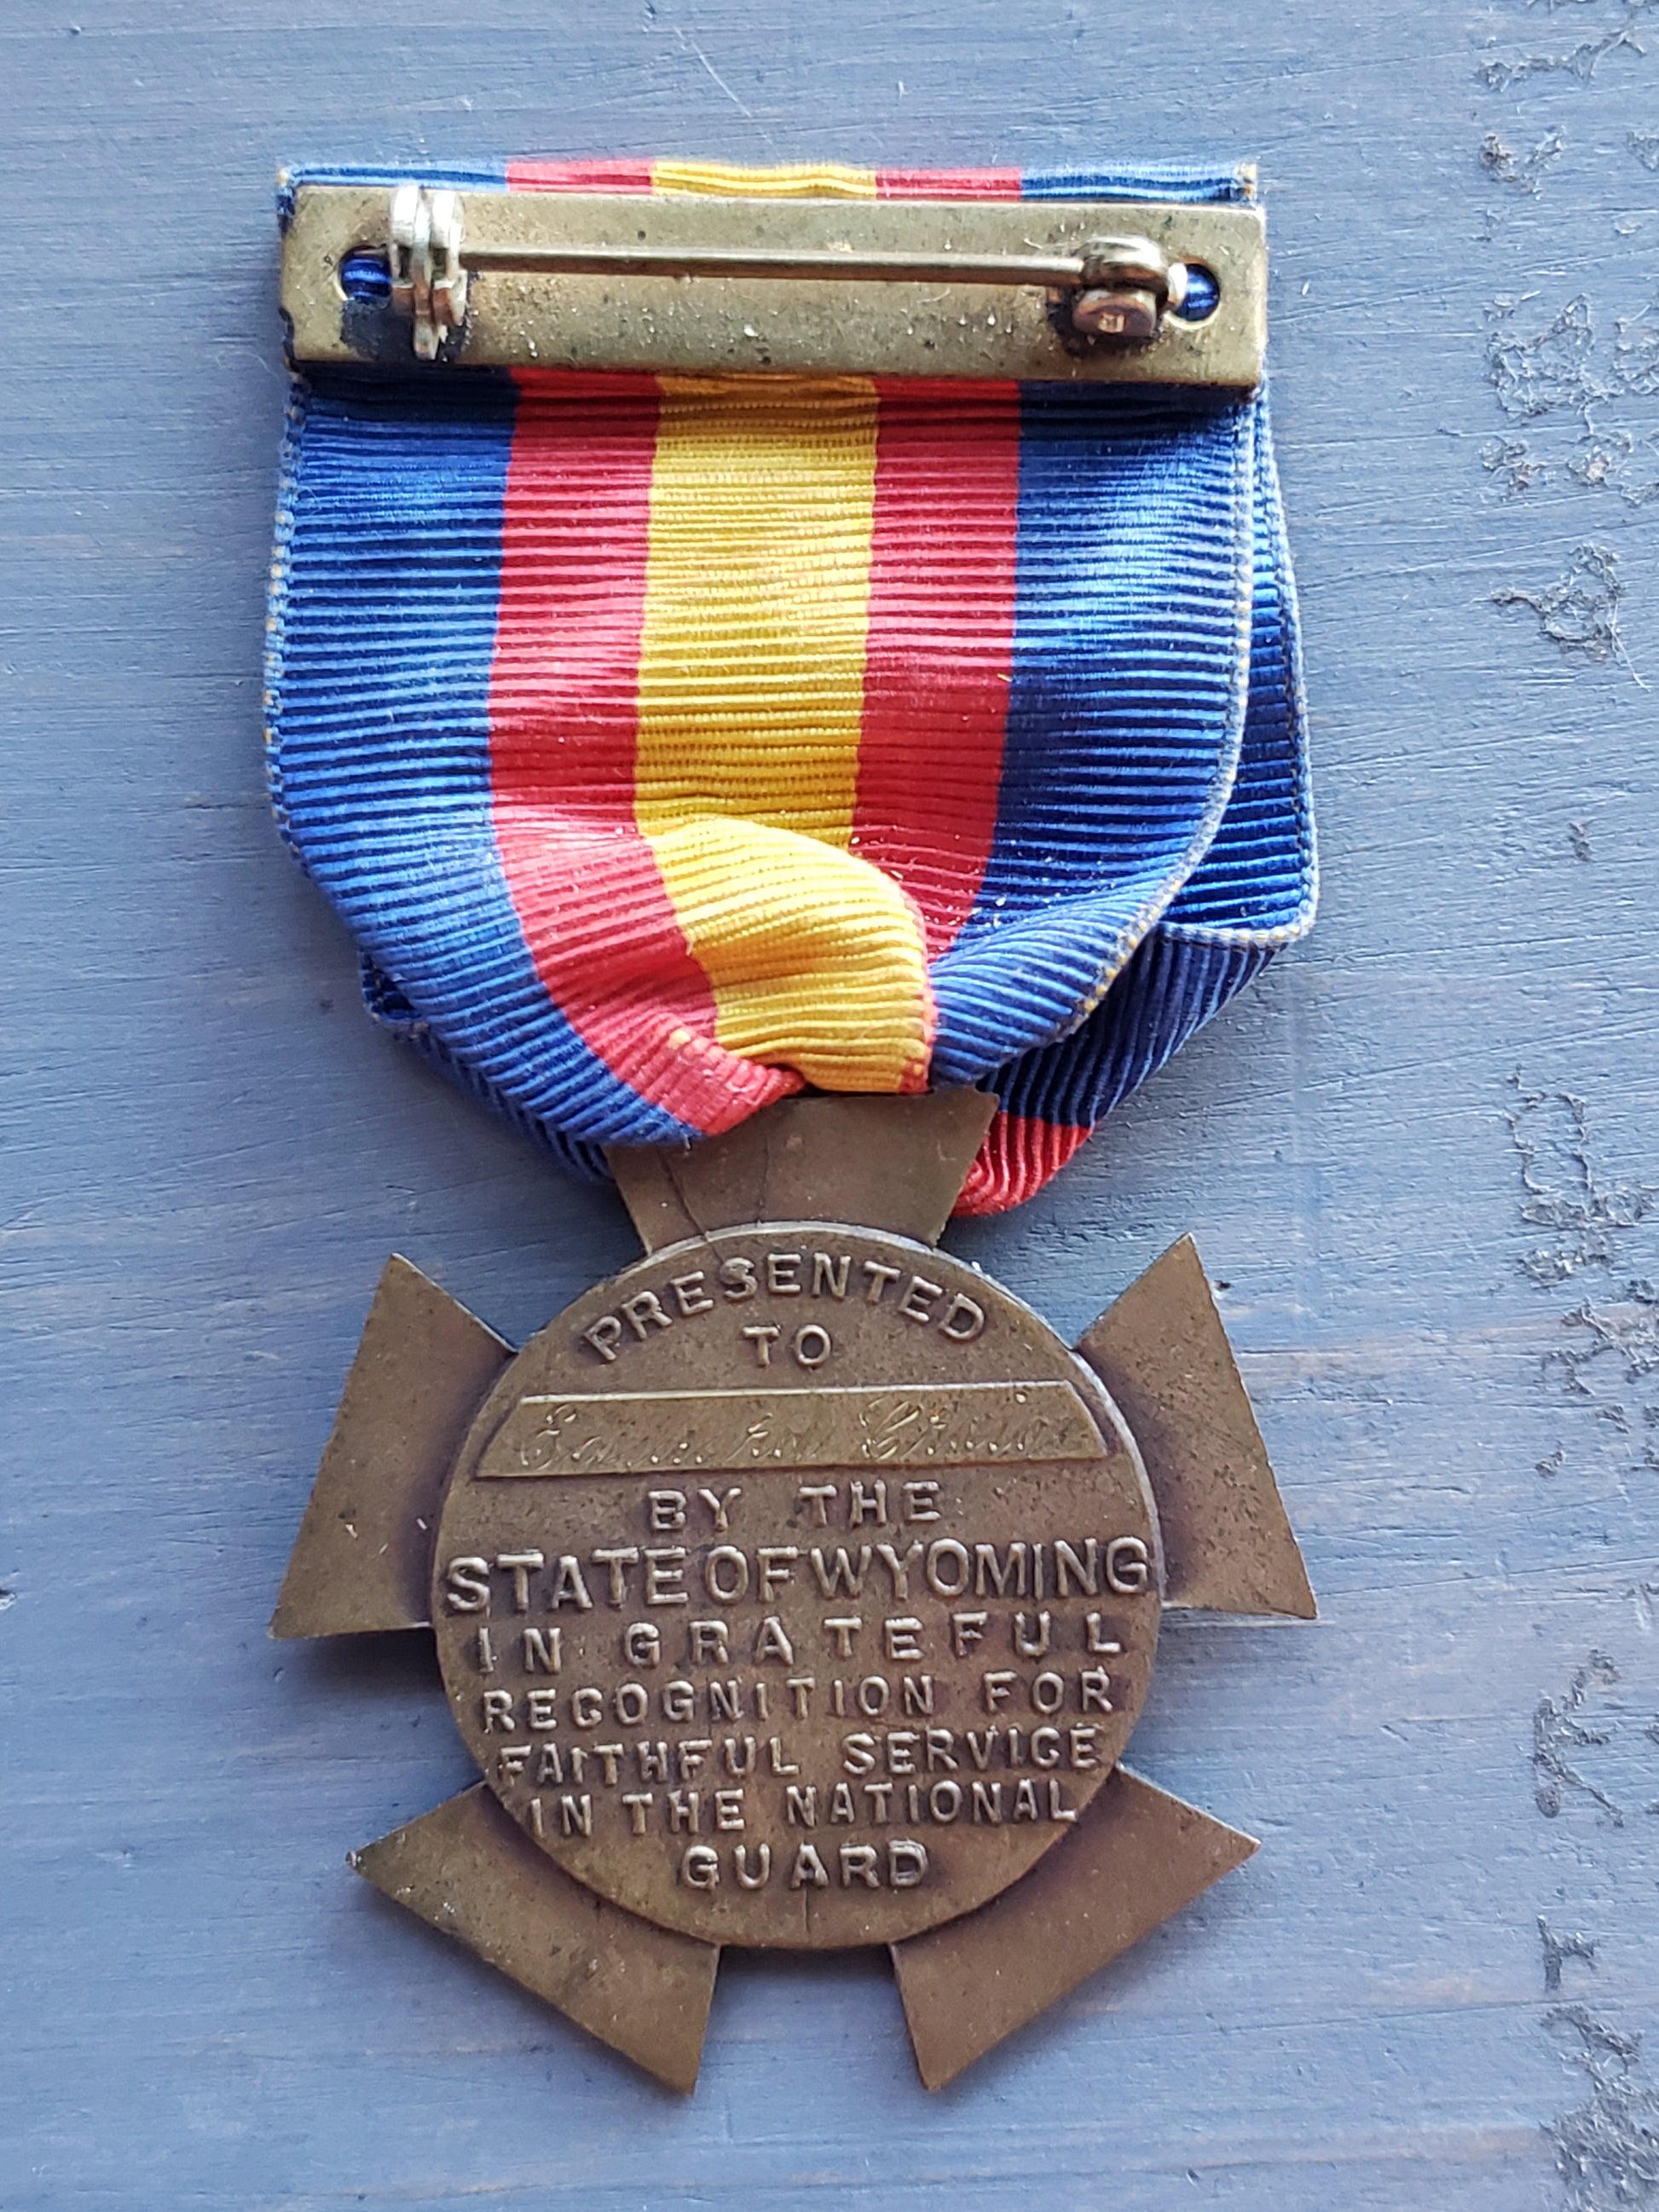 PRESENTED
TO
BY THE
STATE OF WYOMING
IN GRATEFUL
RECOGNITION FOR
FAITHFUL SERVICE
IN THE NATIONAL
GUARD